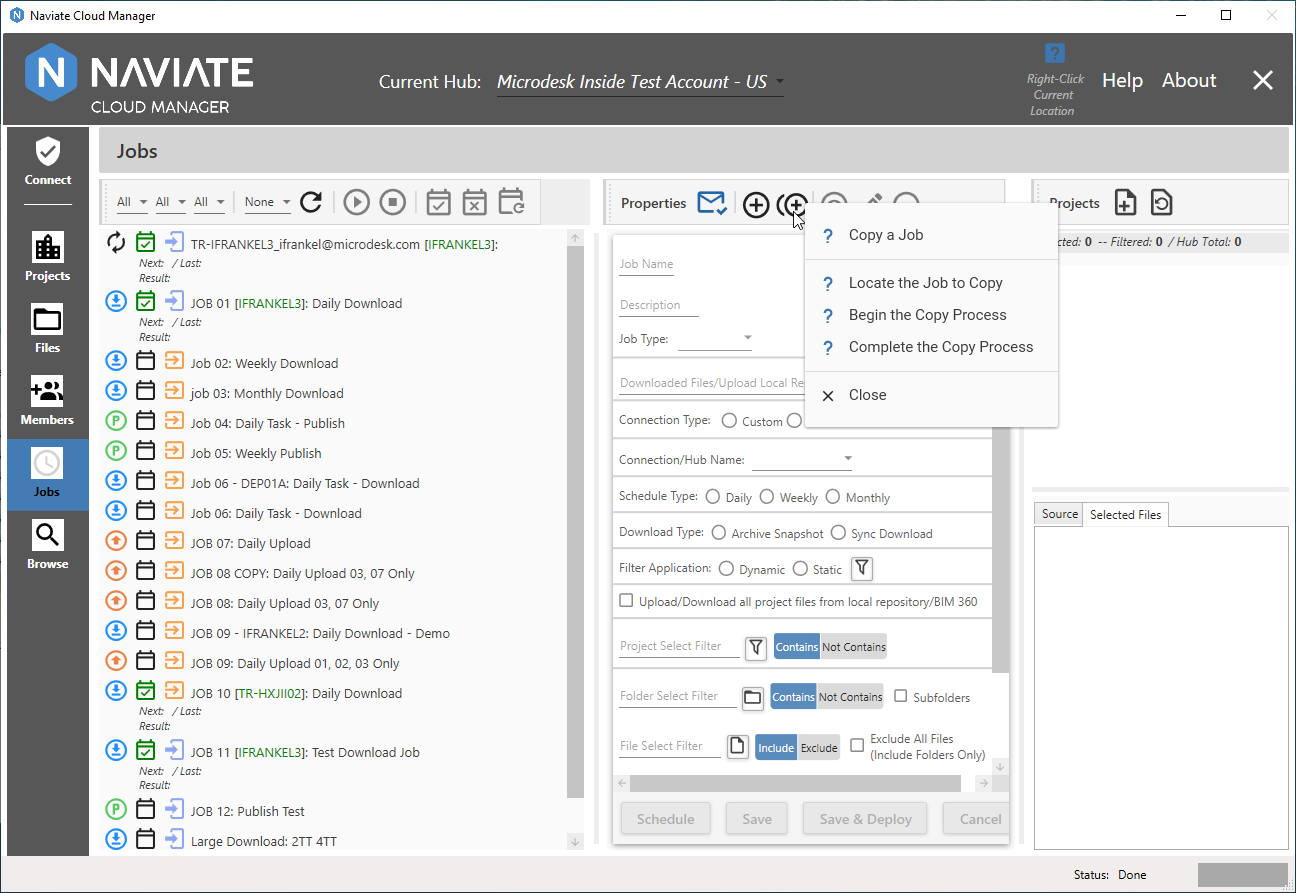 Naviate Cloud Manager
NAVIATE
CLOUD MANAGER
Current Hub: Microdesk Inside Test Account - US
Right-Click
Current
Location
Help About
Connect
Projects
Files
Members
Jobs
Browse
Jobs
All All All None
TR-IFRANKEL3_ifrankel@microdesk.com [IFRANKEL3]:
Next: / Last:
Result:
JOB 01 [IFRANKEL3]: Daily Download
Next: / Last:
Result:
Job 02: Weekly Download
job 03: Monthly Download
P Job 04: Daily Task - Publish
P Job 05: Weekly Publish
Job 06 - DEP01A: Daily Task - Download
Job 06: Daily Task - Download
JOB 07: Daily Upload
JOB 08 COPY: Daily Upload 03, 07 Only
JOB 08: Daily Upload 03, 07 Only
JOB 09 - IFRANKEL2: Daily Download - Demo
JOB 09: Daily Upload 01, 02, 03 Only
JOB 10 [TR-HXJII02]: Daily Download
Next: / Last:
Result:
JOB 11 [IFRANKEL3]: Test Download Job
Next: / Last:
Result:
P JOB 12: Publish Test
Large Download: 2TT 4TT
Properties
Job Name
Description
Job Type:
Downloaded Files/Upload Local Re
Connection Type: Custom
Connection/Hub Name:
Schedule Type: Daily Weekly Monthly
Download Type: Archive Snapshot Sync Download
Filter Application: Dynamic Static
Upload/Download all project files from local repository/BIM 360
Project Select Filter Contains Not Contains
Folder Select Filter Contains Not Contains Subfolders
File Select Filter Include Exclude Exclude All Files
(Include Folders Only)
Schedule Save Save & Deploy Cancel
? Copy a Job
? Locate the Job to Copy
? Begin the Copy Process
? Complete the Copy Process
Close
Projects
cted: 0 -- Filtered: 0 / Hub Total: 0
Source Selected Files
Status: Done